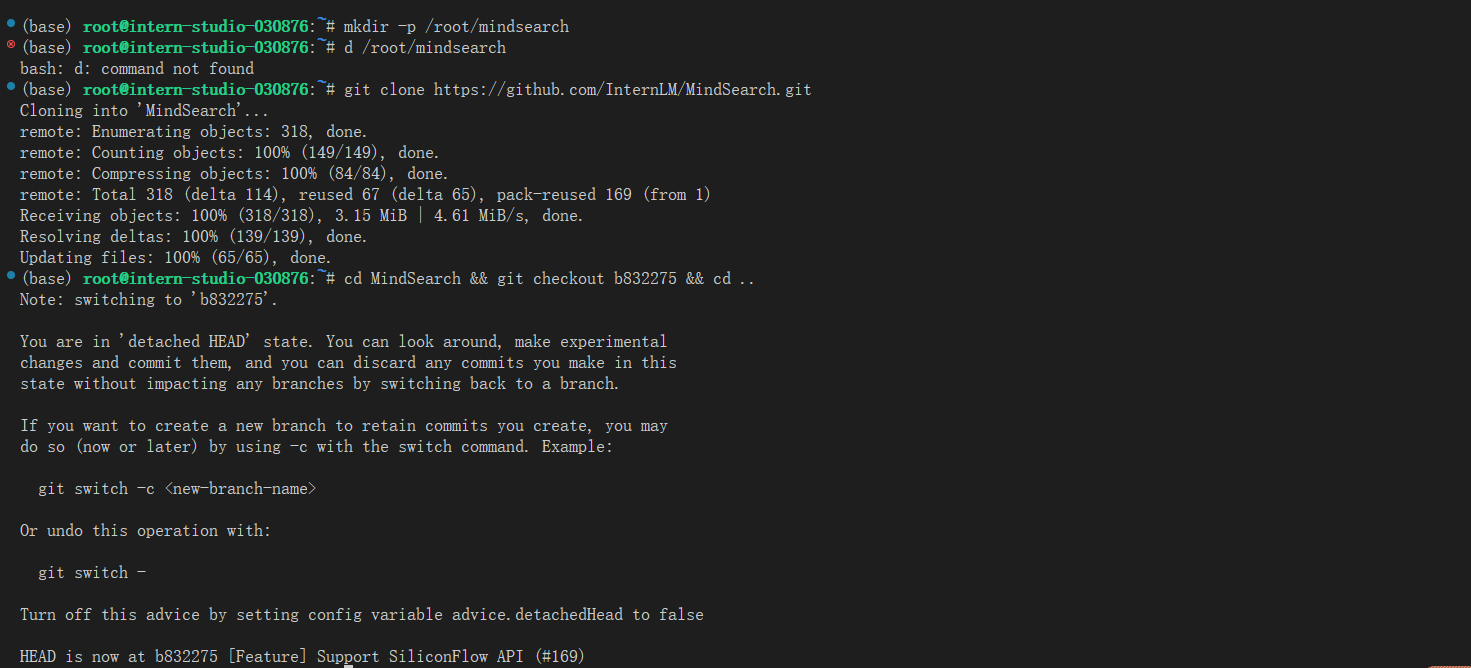 (base) root@intern-studio-030876:~# mkdir -p /root/mindsearch
(base) root@intern-studio-030876:~# d /root/mindsearch
bash: d: command not found
(base) root@intern-studio-030876:~# git clone https://github.com/InternLM/MindSearch.git
Cloning into 'MindSearch'...
remote: Enumerating objects: 318, done.
remote: Counting objects: 100% (149/149), done.
remote: Compressing objects: 100% (84/84), done.
remote: Total 318 (delta 114), reused 67 (delta 65), pack-reused 169 (from 1)
Receiving objects: 100% (318/318), 3.15 MiB | 4.61 MiB/s, done.
Resolving deltas: 100% (139/139), done.
Updating files: 100% (65/65), done.
(base) root@intern-studio-030876:~# cd MindSearch && git checkout b832275 && cd ..
Note: switching to 'b832275'.

You are in 'detached HEAD' state. You can look around, make experimental
changes and commit them, and you can discard any commits you make in this
state without impacting any branches by switching back to a branch.

If you want to create a new branch to retain commits you create, you may
do so (now or later) by using -c with the switch command. Example:

  git switch -c <new-branch-name>

Or undo this operation with:

  git switch -

Turn off this advice by setting config variable advice.detachedHead to false

HEAD is now at b832275 [Feature] Support SiliconFlow API (#169)